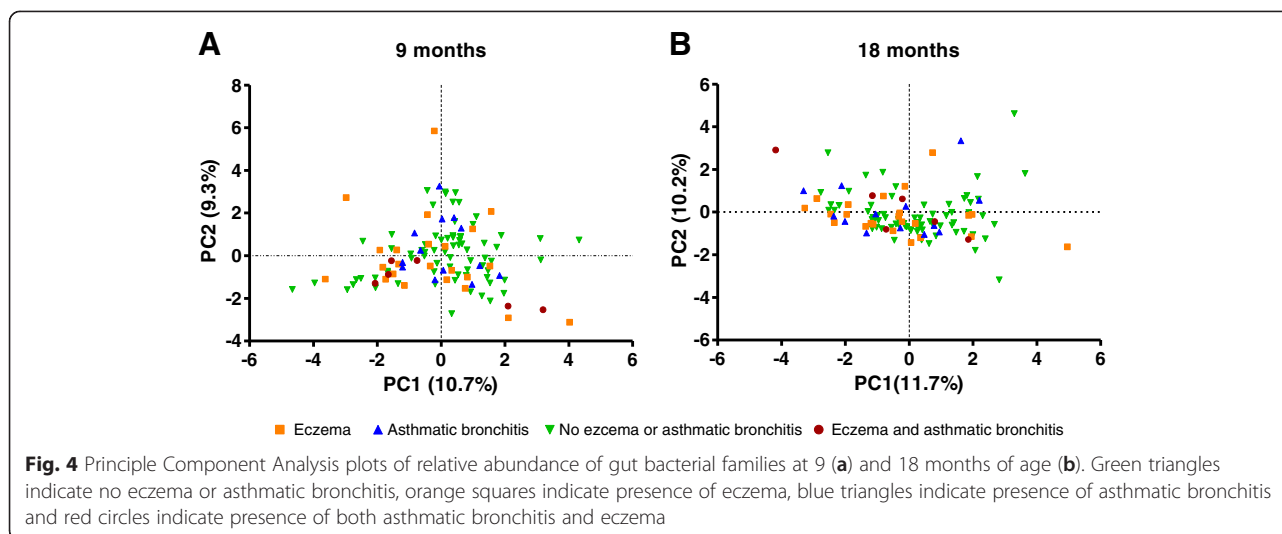 A
9 months
8
6
4
2
0
-2
-4
-6 -4 -2 0 2 4 6
PC2 (9.3%)
PC1 (10.7%)
B
18 months
6
4
2
0
-2
-4
-6
-6 -4 -2 0 2 4 6
PC2 (10.2%)
PC1(11.7%)
Eczema Asthmatic bronchitis No ezcema or asthmatic bronchitis Eczema and asthmatic bronchitis
Fig. 4 Principle Component Analysis plots of relative abundance of gut bacterial families at 9 (a) and 18 months of age (b). Green triangles
indicate no eczema or asthmatic bronchitis, orange squares indicate presence of eczema, blue triangles indicate presence of asthmatic bronchitis
and red circles indicate presence of both asthmatic bronchitis and eczema